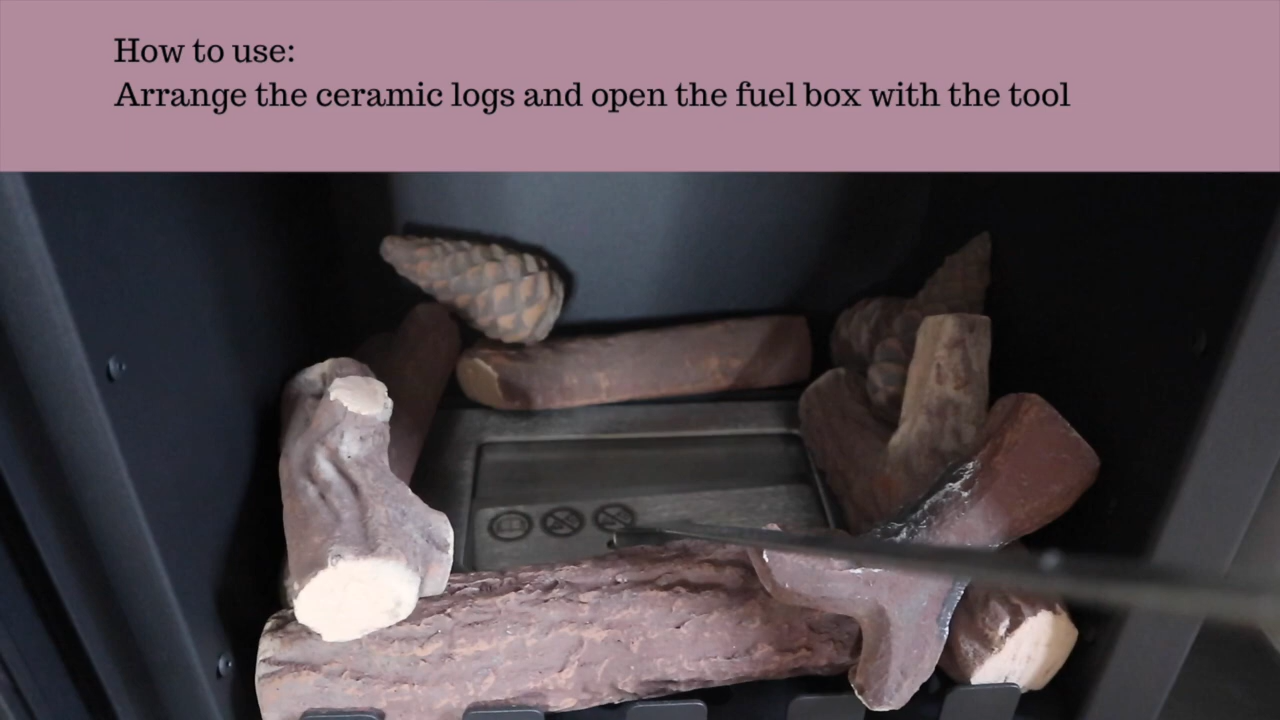 How to use:
Arrange the ceramic logs and open the fuel box with the tool